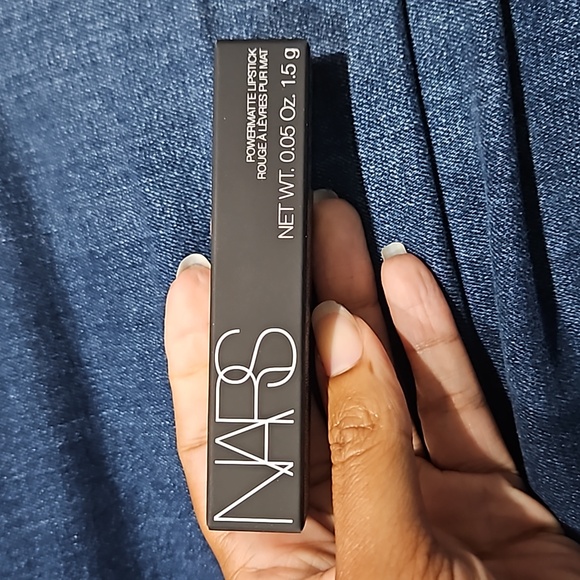 POWERMATTE LIPSTICK
ROUGE À LÈVRES PUR MAT
NET WT. 0.05 Oz. 1.5 g
NARS